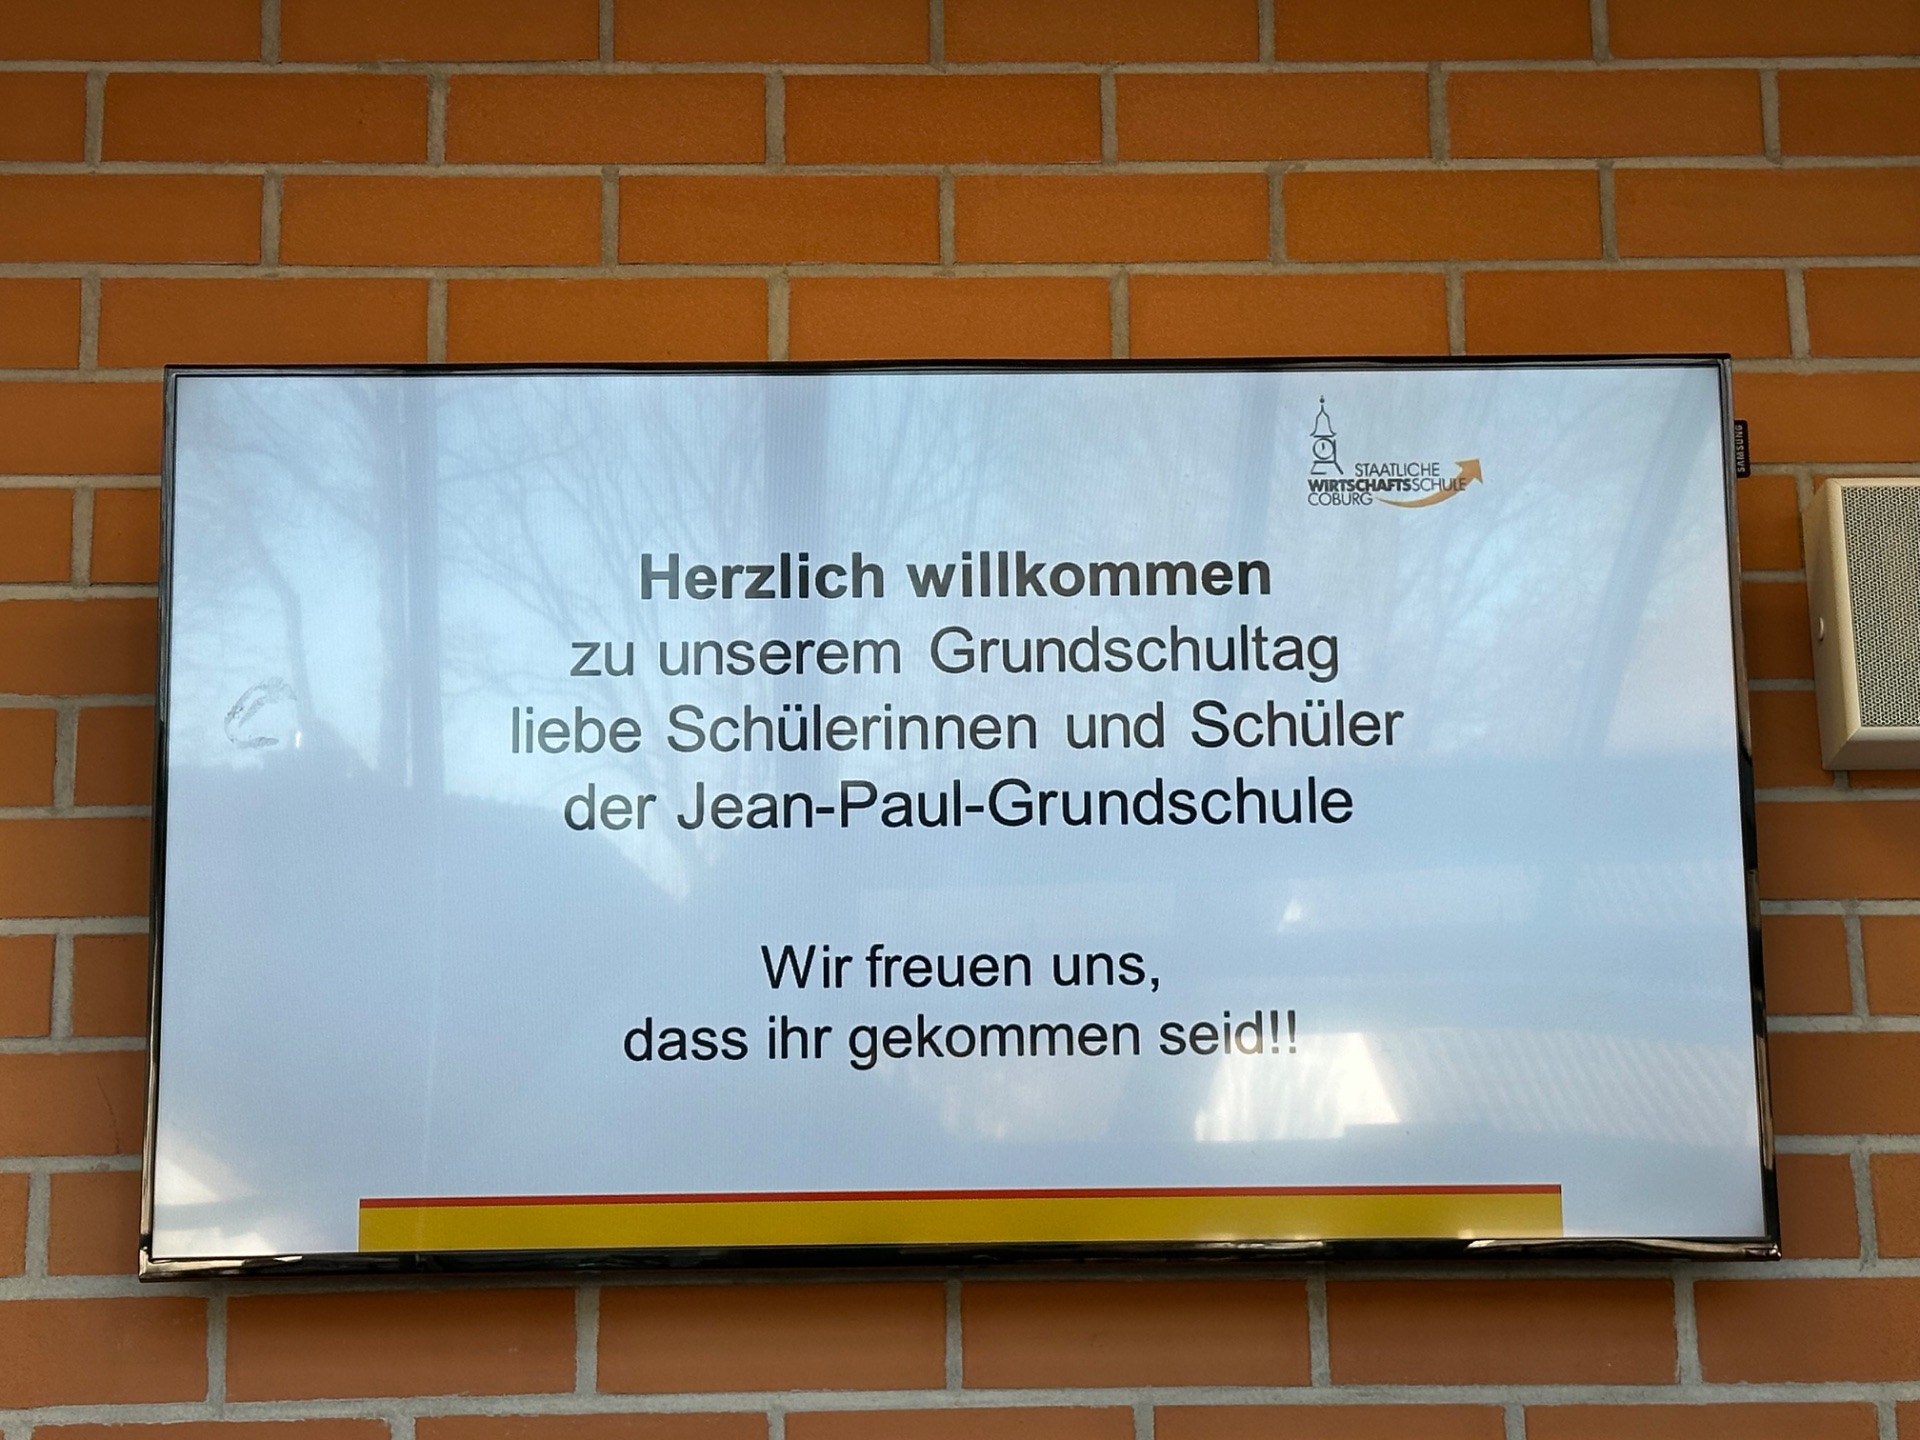 STAATLICHE
WIRTSCHAFTSSCHULE
COBURG
SAMSUNG
Herzlich willkommen
zu unserem Grundschultag
liebe Schülerinnen und Schüler
der Jean-Paul-Grundschule
Wir freuen uns,
dass ihr gekommen seid!!